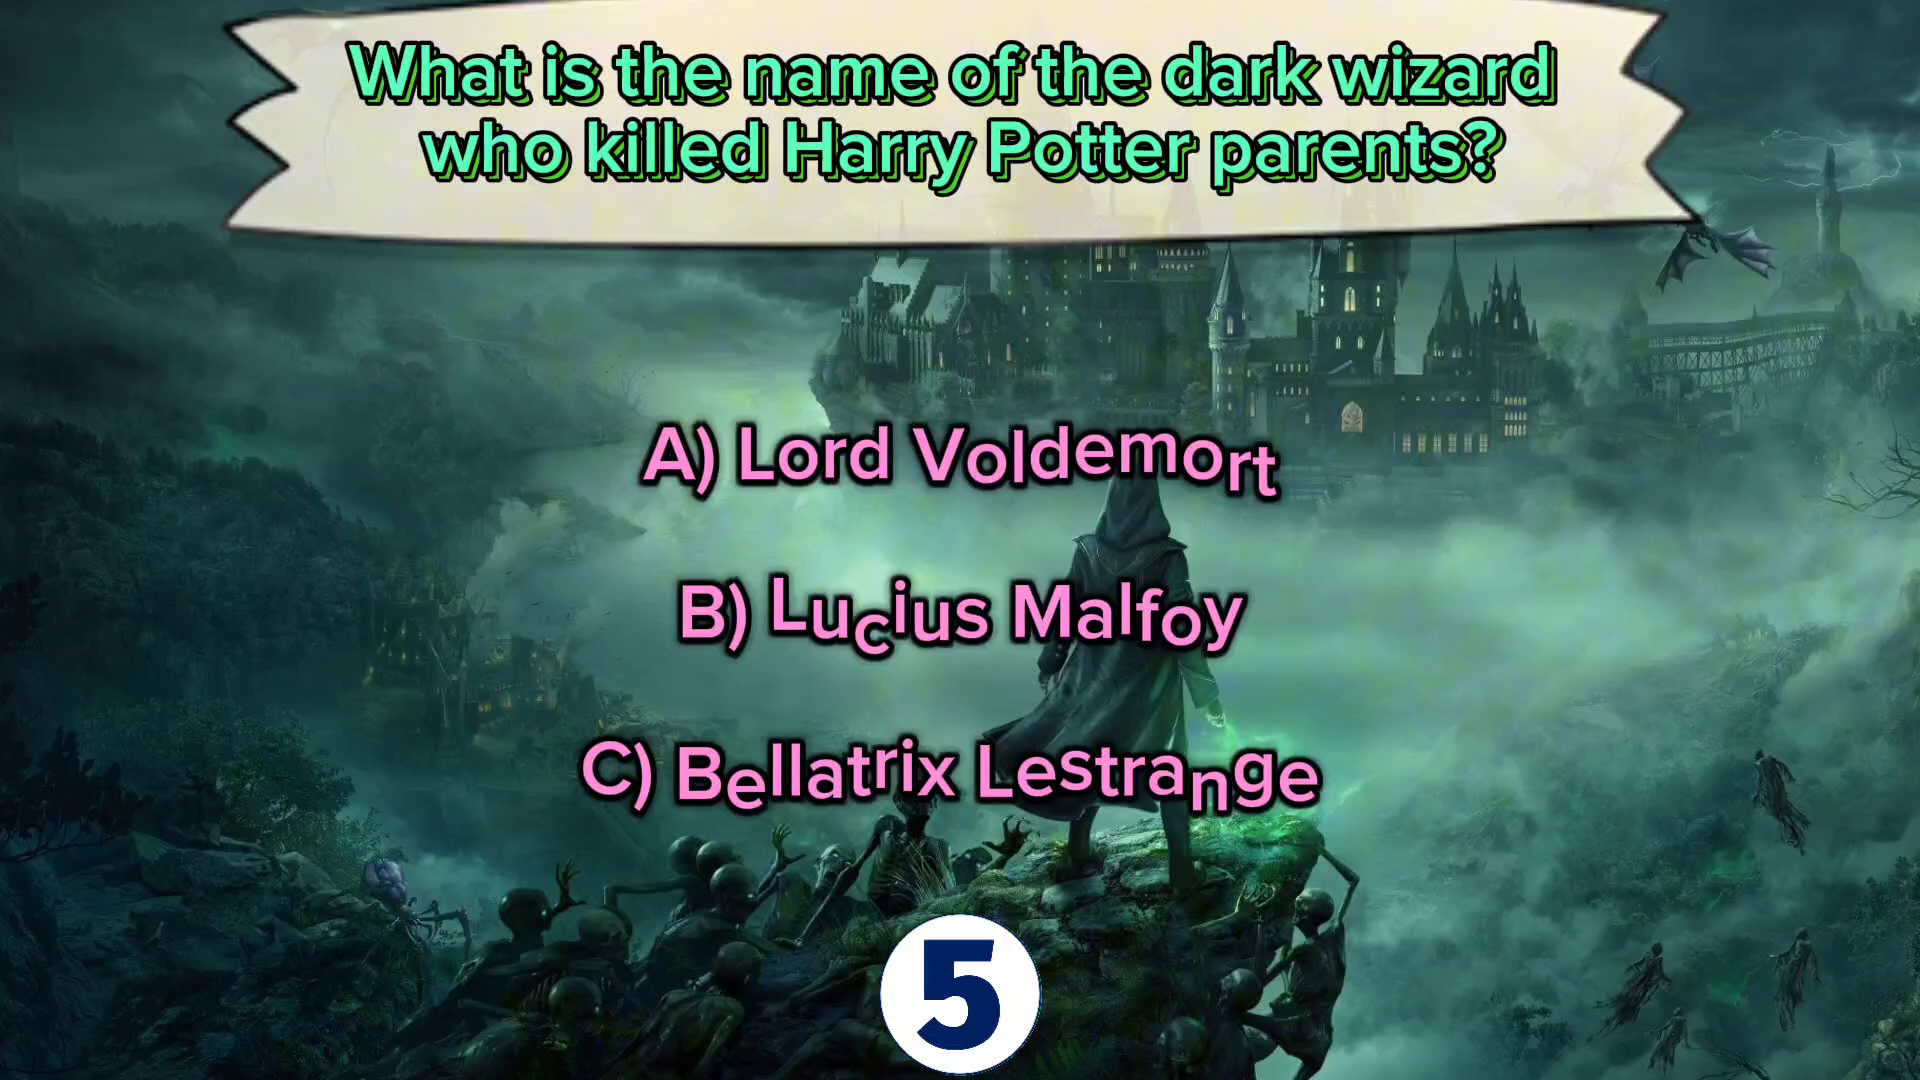 What is the name of the dark wizard
who killed Harry Potter parents?
A) Lord Voldemort
B) Lucius Malfoy
C) Bellatrix Lestrange
5